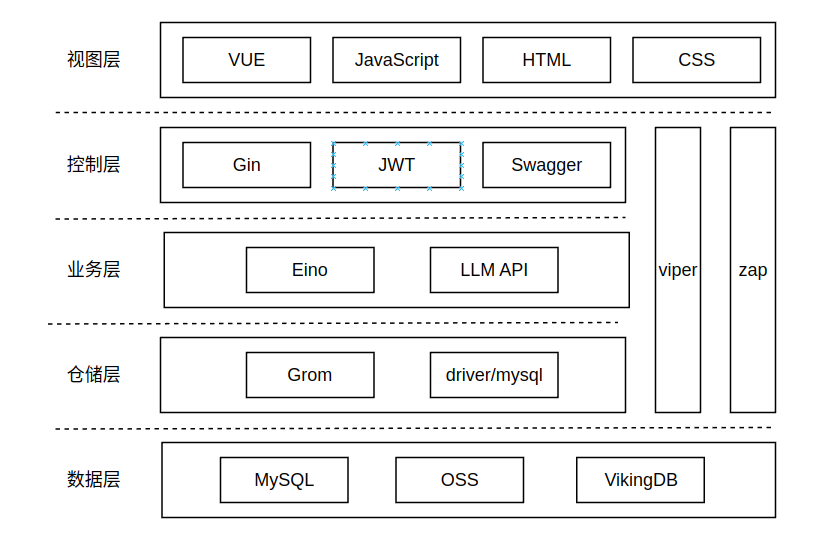 视图层
VUE
JavaScript
HTML
CSS
控制层
Gin
JWT
Swagger
业务层
Eino
LLM API
viper
zap
仓储层
Grom
driver/mysql
数据层
MySQL
OSS
VikingDB